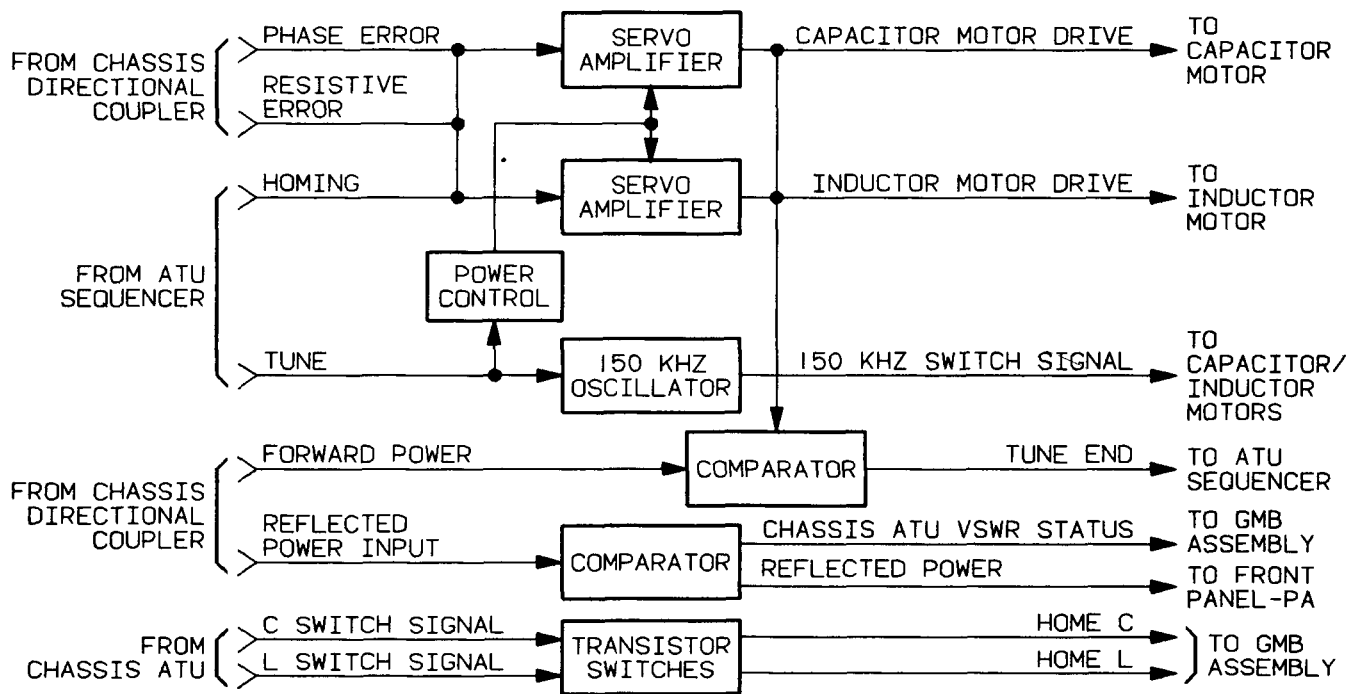 FROM CHASSIS
DIRECTIONAL
COUPLER
PHASE ERROR
RESISTIVE
ERROR
SERVO
AMPLIFIER
CAPACITOR MOTOR DRIVE
TO
CAPACITOR
MOTOR
FROM ATU
SEQUENCER
HOMING
SERVO
AMPLIFIER
INDUCTOR MOTOR DRIVE
TO
INDUCTOR
MOTOR
POWER
CONTROL
TUNE
150 KHZ
OSCILLATOR
150 KHZ SWITCH SIGNAL
TO
CAPACITOR/
INDUCTOR
MOTORS
FROM CHASSIS
DIRECTIONAL
COUPLER
FORWARD POWER
COMPARATOR
TUNE END
TO ATU
SEQUENCER
REFLECTED
POWER INPUT
COMPARATOR
CHASSIS ATU VSWR STATUS
TO GMB
ASSEMBLY
REFLECTED POWER
TO FRONT
PANEL-PA
FROM
CHASSIS ATU
C SWITCH SIGNAL
L SWITCH SIGNAL
TRANSISTOR
SWITCHES
HOME C
HOME L
TO GMB
ASSEMBLY